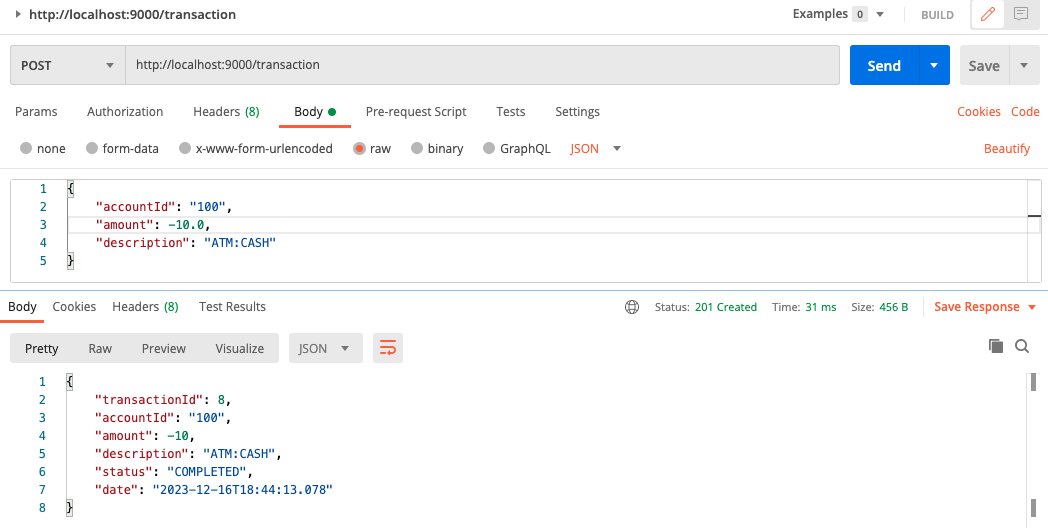 http://localhost:9000/transaction Examples 0 BUILD
POST http://localhost:9000/transaction Send Save
Params Authorization Headers (8) Body Pre-request Script Tests Settings Cookies Code
none form-data x-www-form-urlencoded raw binary GraphQL JSON Beautify
1 {
2 "accountId": "100",
3 "amount": -10.0,
4 "description": "ATM:CASH"
5 }
Body Cookies Headers (8) Test Results Status: 201 Created Time: 31 ms Size: 456 B Save Response
Pretty Raw Preview Visualize JSON
1 {
2 "transactionId": 8,
3 "accountId": "100",
4 "amount": -10,
5 "description": "ATM:CASH",
6 "status": "COMPLETED",
7 "date": "2023-12-16T18:44:13.078"
8 }